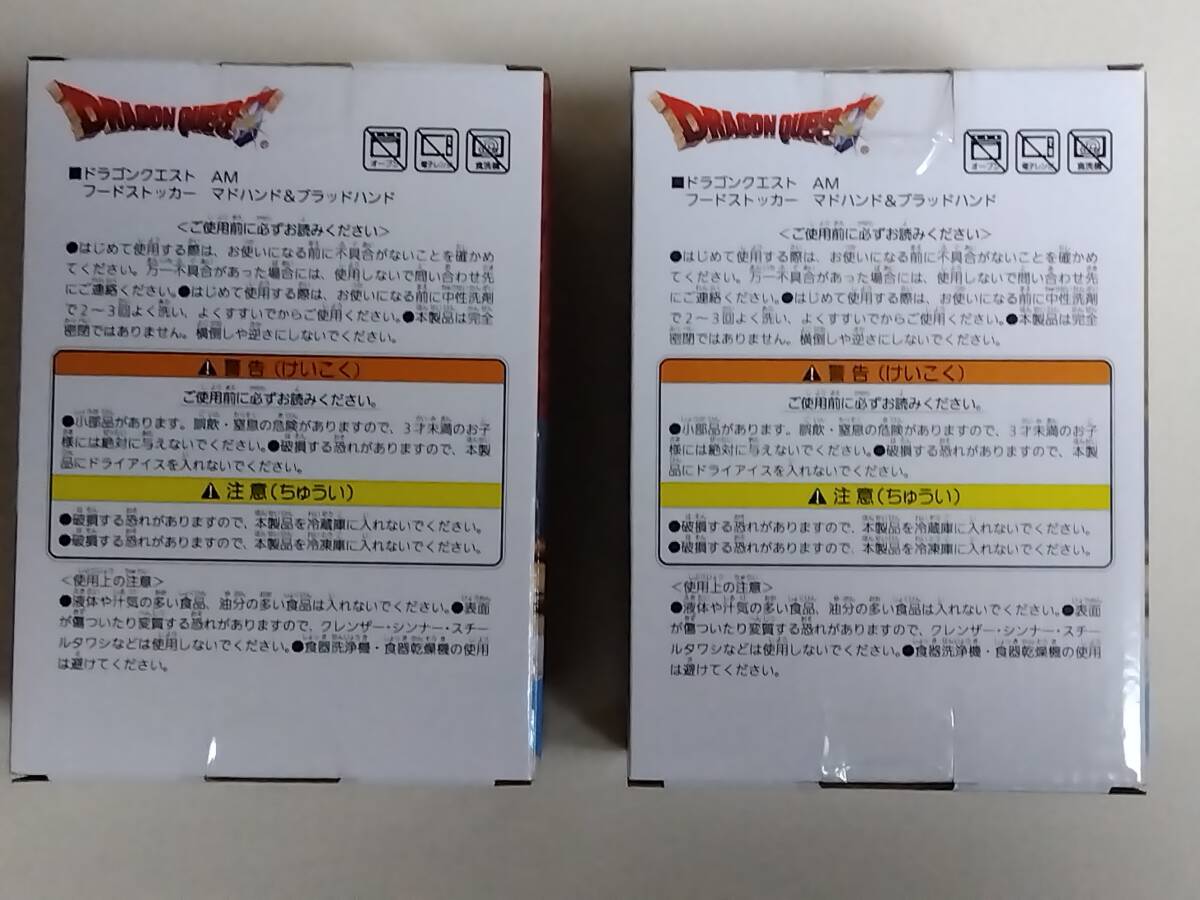 DRAGON QUEST
オーブン
電子レンジ
食洗機
■ドラゴンクエスト AM
フードストッカー マドハンド&ブラッドハンド
<ご使用前に必ずお読みください>
●はじめて使用する際は、お使いになる前に不具合がないことを確かめ
てください。万一不具合があった場合には、使用しないで問い合わせ先
にご連絡ください。●はじめて使用する際は、お使いになる前に中性洗剤
で2〜3回よく洗い、よくすすいでからご使用ください。●本製品は完全
密閉ではありません。横倒しや逆さにしないでください。
警告(けいこく)
ご使用前に必ずお読みください。
●小部品があります。誤飲・窒息の危険がありますので、3才未満のお子
様には絶対に与えないでください。●破損する恐れがありますので、本製
品にドライアイスを入れないでください。
注意(ちゅうい)
●破損する恐れがありますので、本製品を冷蔵庫に入れないでください。
●破損する恐れがありますので、本製品を冷凍庫に入れないでください。
<使用上の注意>
●液体や汁気の多い食品、油分の多い食品は入れないでください。●表面
が傷ついたり変質する恐れがありますので、クレンザー・シンナー・スチー
ルタワシなどは使用しないでください。●食器洗浄機・食器乾燥機の使用
は避けてください。
DRAGON QUEST
オーブン
電子レンジ
食洗機
■ドラゴンクエスト AM
フードストッカー マドハンド&ブラッドハンド
<ご使用前に必ずお読みください>
●はじめて使用する際は、お使いになる前に不具合がないことを確かめ
てください。万一不具合があった場合には、使用しないで問い合わせ先
にご連絡ください。●はじめて使用する際は、お使いになる前に中性洗剤
で2〜3回よく洗い、よくすすいでからご使用ください。●本製品は完全
密閉ではありません。横倒しや逆さにしないでください。
警告(けいこく)
ご使用前に必ずお読みください。
●小部品があります。誤飲・窒息の危険がありますので、3才未満のお子
様には絶対に与えないでください。●破損する恐れがありますので、本製
品にドライアイスを入れないでください。
注意(ちゅうい)
●破損する恐れがありますので、本製品を冷蔵庫に入れないでください。
●破損する恐れがありますので、本製品を冷凍庫に入れないでください。
<使用上の注意>
●液体や汁気の多い食品、油分の多い食品は入れないでください。●表面
が傷ついたり変質する恐れがありますので、クレンザー・シンナー・スチー
ルタワシなどは使用しないでください。●食器洗浄機・食器乾燥機の使用
は避けてください。